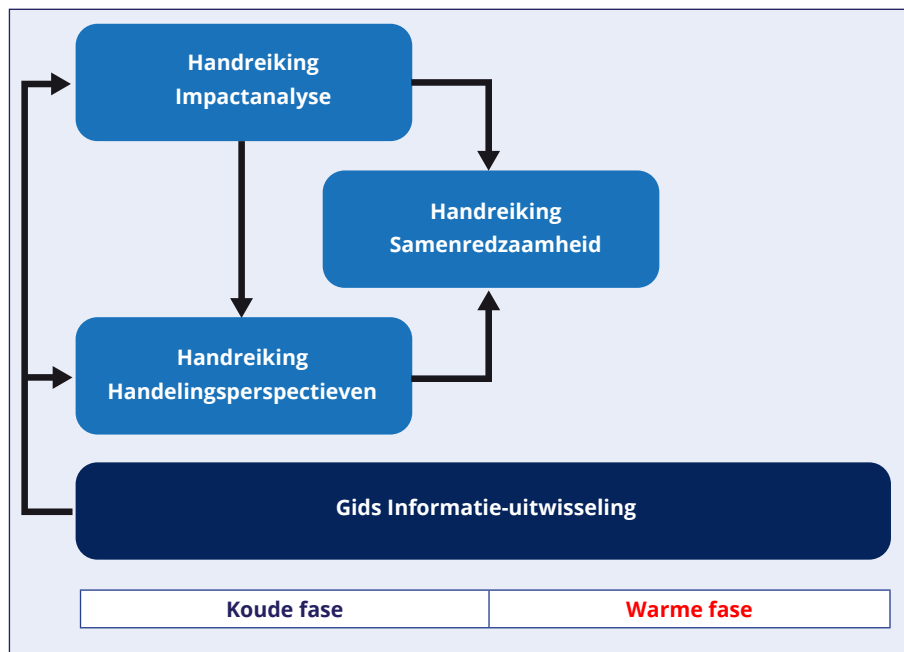 Handreiking
Impactanalyse
Handreiking
Samenredzaamheid
Handreiking
Handelingsperspectieven
Gids Informatie-uitwisseling
Koude fase
Warme fase